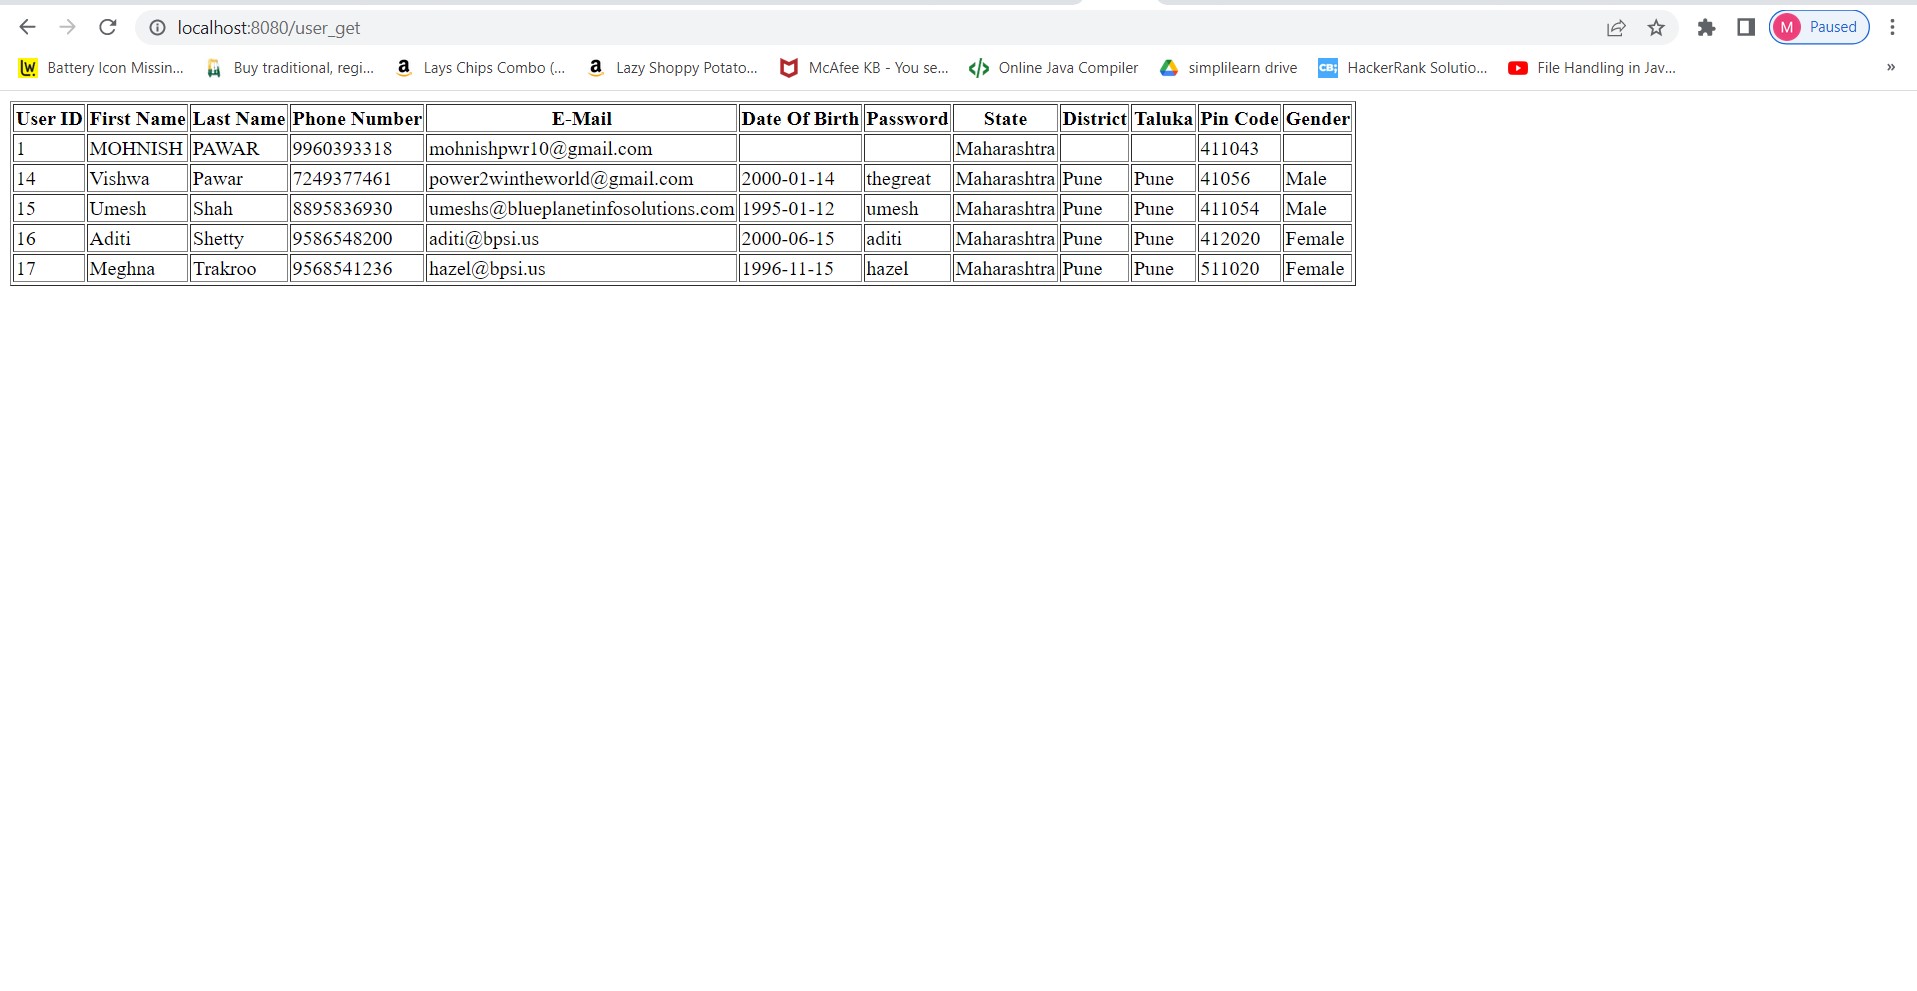 localhost:8080/user_get M Paused
Battery Icon Missin... Buy traditional, regi... Lays Chips Combo (... Lazy Shoppy Potato... McAfee KB - You se... Online Java Compiler simplilearn drive CB; HackerRank Solutio... File Handling in Jav... »
User ID First Name Last Name Phone Number E-Mail Date Of Birth Password State District Taluka Pin Code Gender
1 MOHNISH PAWAR 9960393318 mohnishpwr10@gmail.com Maharashtra 411043
14 Vishwa Pawar 7249377461 power2wintheworld@gmail.com 2000-01-14 thegreat Maharashtra Pune Pune 41056 Male
15 Umesh Shah 8895836930 umeshs@blueplanetinfosolutions.com 1995-01-12 umesh Maharashtra Pune Pune 411054 Male
16 Aditi Shetty 9586548200 aditi@bpsi.us 2000-06-15 aditi Maharashtra Pune Pune 412020 Female
17 Meghna Trakroo 9568541236 hazel@bpsi.us 1996-11-15 hazel Maharashtra Pune Pune 511020 Female